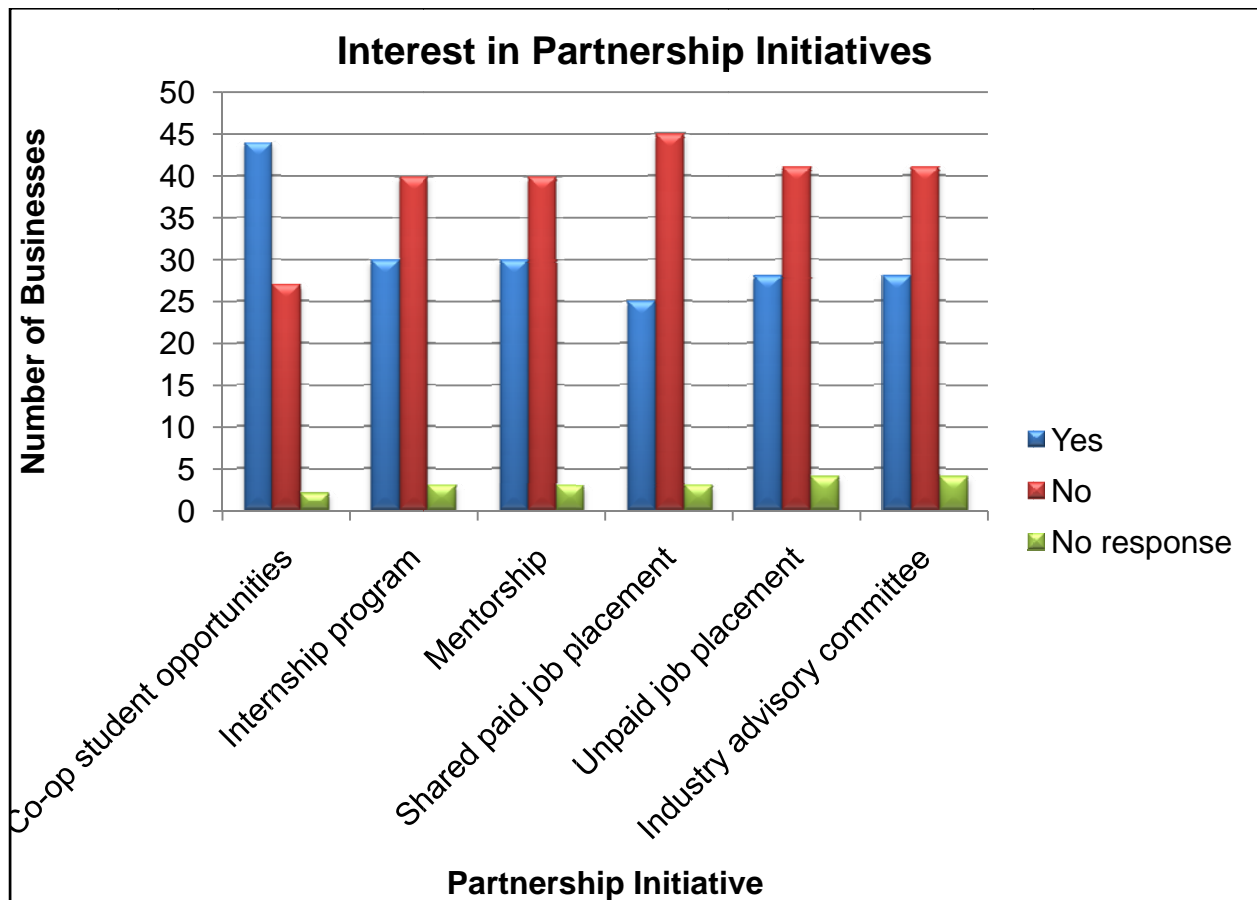 Interest in Partnership Initiatives
Number of Businesses
50
45
40
35
30
25
20
15
10
5
0
Co-op student opportunities
Internship program
Mentorship
Shared paid job placement
Unpaid job placement
Industry advisory committee
Partnership Initiative
Yes
No
No response